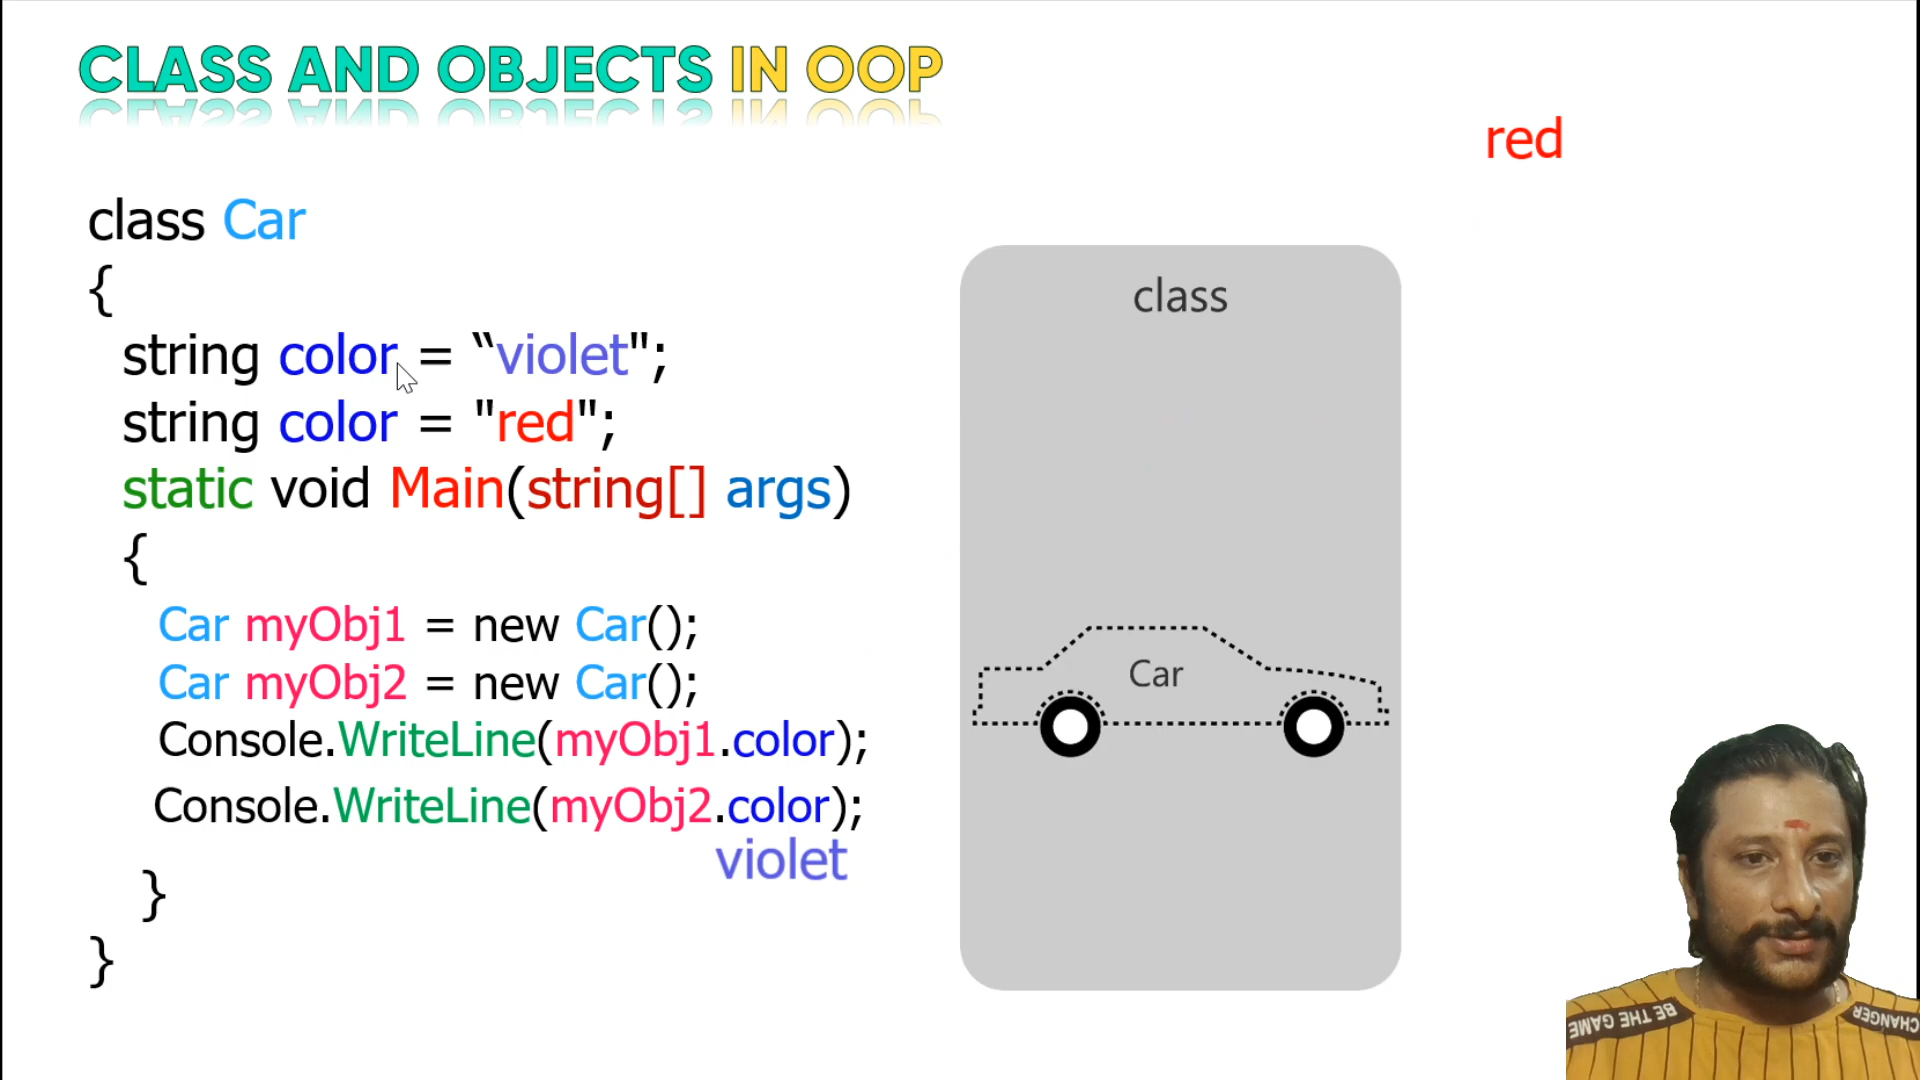 CLASS AND OBJECTS IN OOP
red
class Car
{
string color = “violet";
string color = "red";
static void Main(string[] args)
{
Car myObj1 = new Car();
Car myObj2 = new Car();
Console.WriteLine(myObj1.color);
Console.WriteLine(myObj2.color);
violet
}
}
class
Car
BE THE GAME
CHANGER